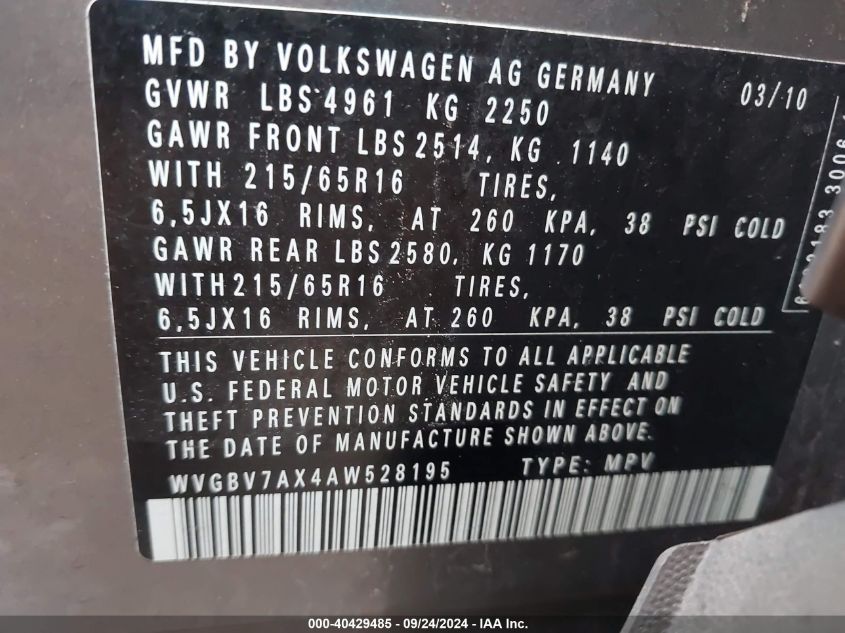 MFD BY VOLKSWAGEN AG GERMANY 03/10
GVWR LBS 4961 KG 2250
GAWR FRONT LBS 2514, KG 1140
WITH 215/65R16 TIRES,
6,5JX16 RIMS, AT 260 KPA, 38 PSI COLD
GAWR REAR LBS 2580, KG 1170
WITH 215/65R16 TIRES,
6,5JX16 RIMS, AT 260 KPA, 38 PSI COLD
THIS VEHICLE CONFORMS TO ALL APPLICABLE
U.S. FEDERAL MOTOR VEHICLE SAFETY AND
THEFT PREVENTION STANDARDS IN EFFECT ON
THE DATE OF MANUFACTURE SHOWN ABOVE.
WVGBV7AX4AW528195 TYPE: MPV
000-40429485 - 09/24/2024 - IAA Inc.